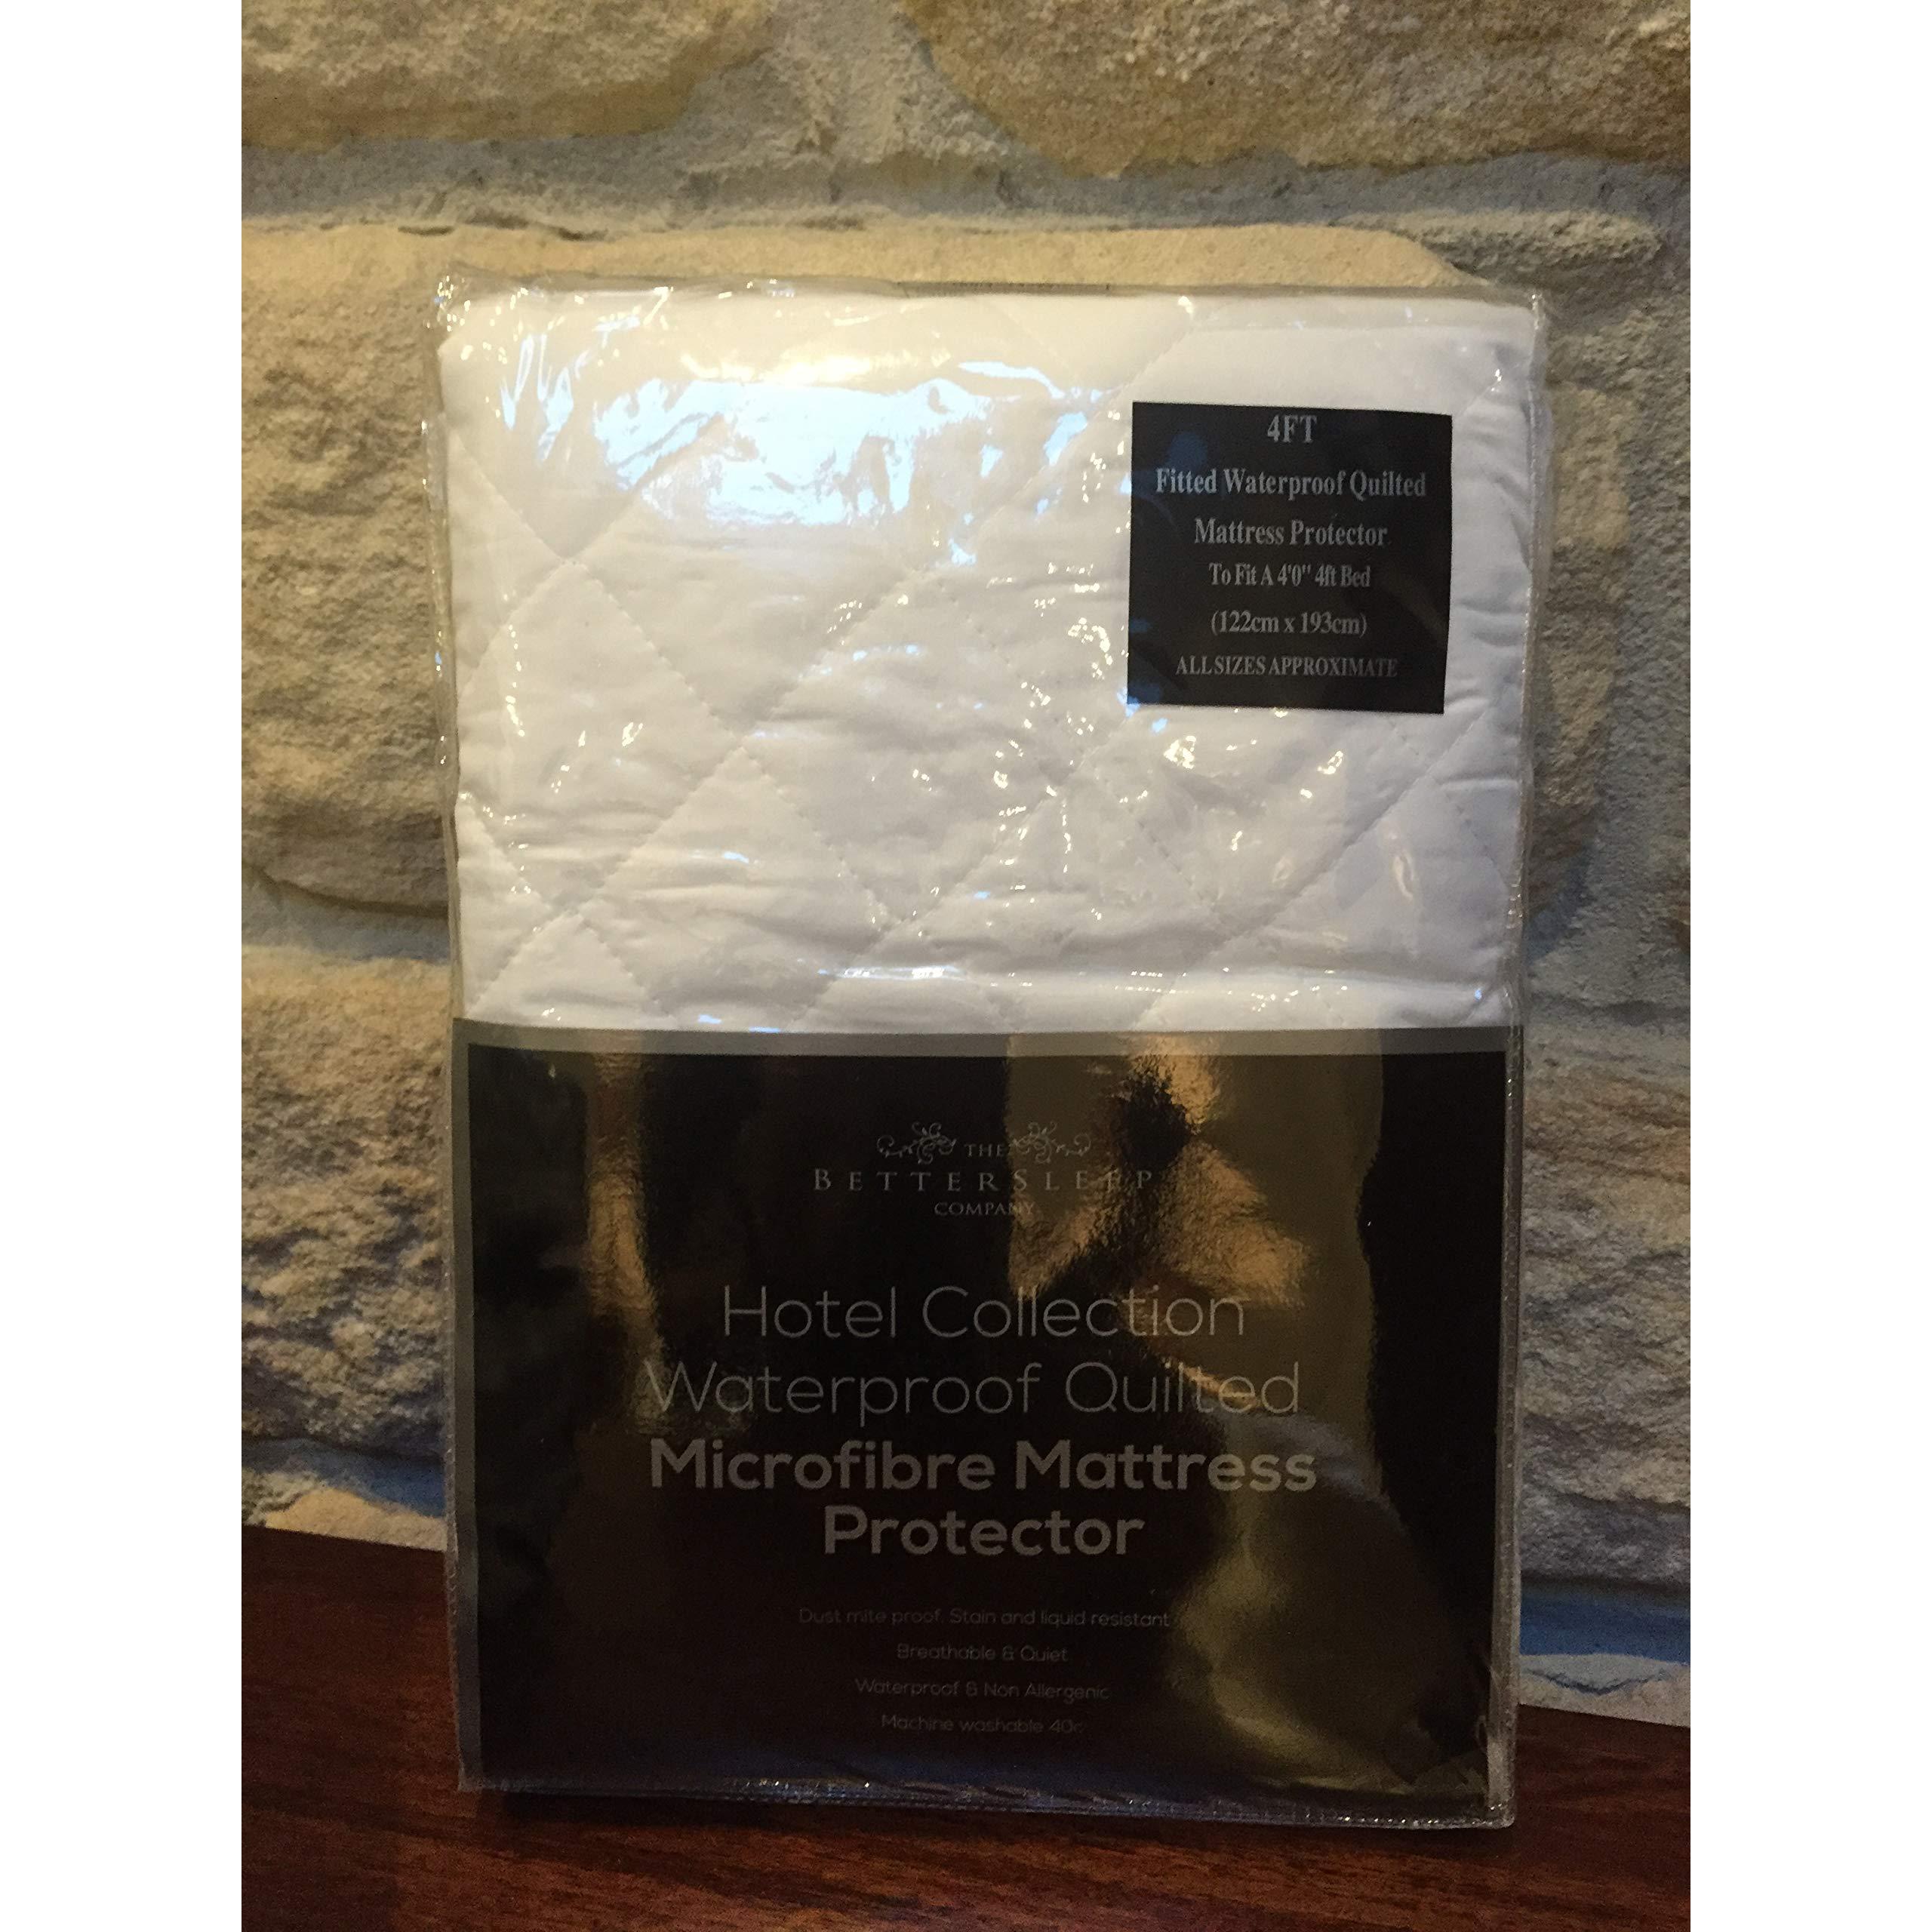 4FT
Fitted Waterproof Quilted
Mattress Protector
To Fit A 4'0" 4ft Bed
(122cm x 193cm)
ALL SIZES APPROXIMATE
THE
BETTERSLEEP
COMPANY
Hotel Collection
Waterproof Quilted
Microfibre Mattress
Protector
Dust mite proof. Stain and liquid resistant
Breathable & Quiet
Waterproof & Non Allergenic
Machine washable 40c